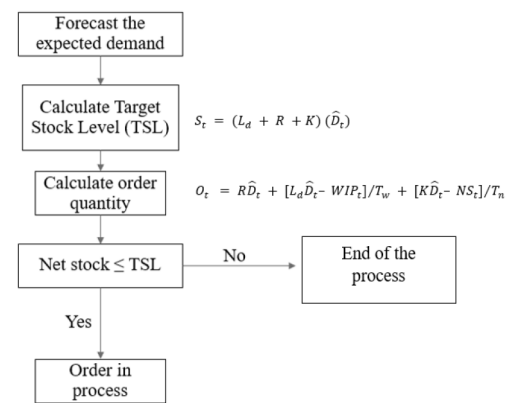 Forecast the
expected demand
Calculate Target
Stock Level (TSL)
S_t = (L_d + R + K) (D̂_t)
Calculate order
quantity
O_t = RD̂_t + [L_dD̂_t- WIP_t]/T_w + [KD̂_t- NS_t]/T_n
Net stock ≤ TSL
No
End of the
process
Yes
Order in
process